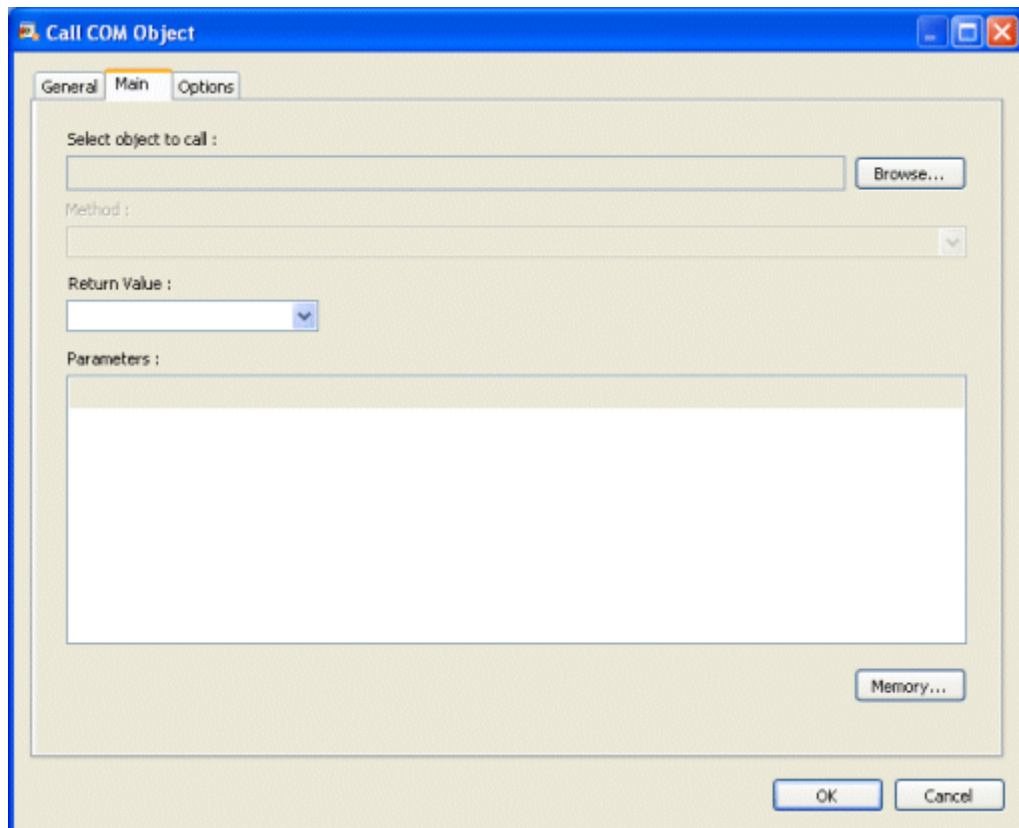 Call COM Object
General Main Options
Select object to call :
Browse...
Method :
Return Value :
Parameters :
Memory...
OK Cancel